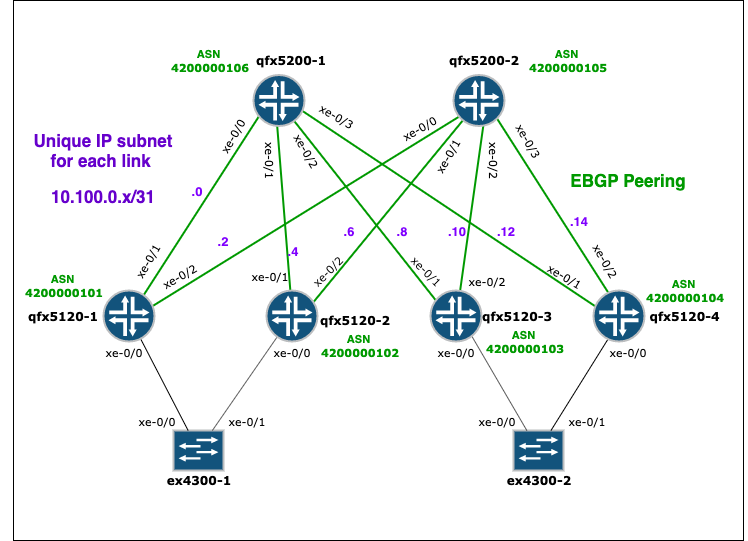 ASN
4200000106
qfx5200-1
qfx5200-2
ASN
4200000105
Unique IP subnet
for each link
10.100.0.x/31
EBGP Peering
xe-0/0
xe-0/1
xe-0/2
xe-0/3
xe-0/0
xe-0/1
xe-0/2
xe-0/3
.0
.2
.4
.6
.8
.10
.12
.14
xe-0/1
xe-0/2
xe-0/1
xe-0/2
xe-0/1
xe-0/2
xe-0/1
xe-0/2
ASN
4200000101
qfx5120-1
qfx5120-2
ASN
4200000102
qfx5120-3
ASN
4200000103
ASN
4200000104
qfx5120-4
xe-0/0
xe-0/0
xe-0/0
xe-0/0
xe-0/0
xe-0/1
xe-0/0
xe-0/1
ex4300-1
ex4300-2